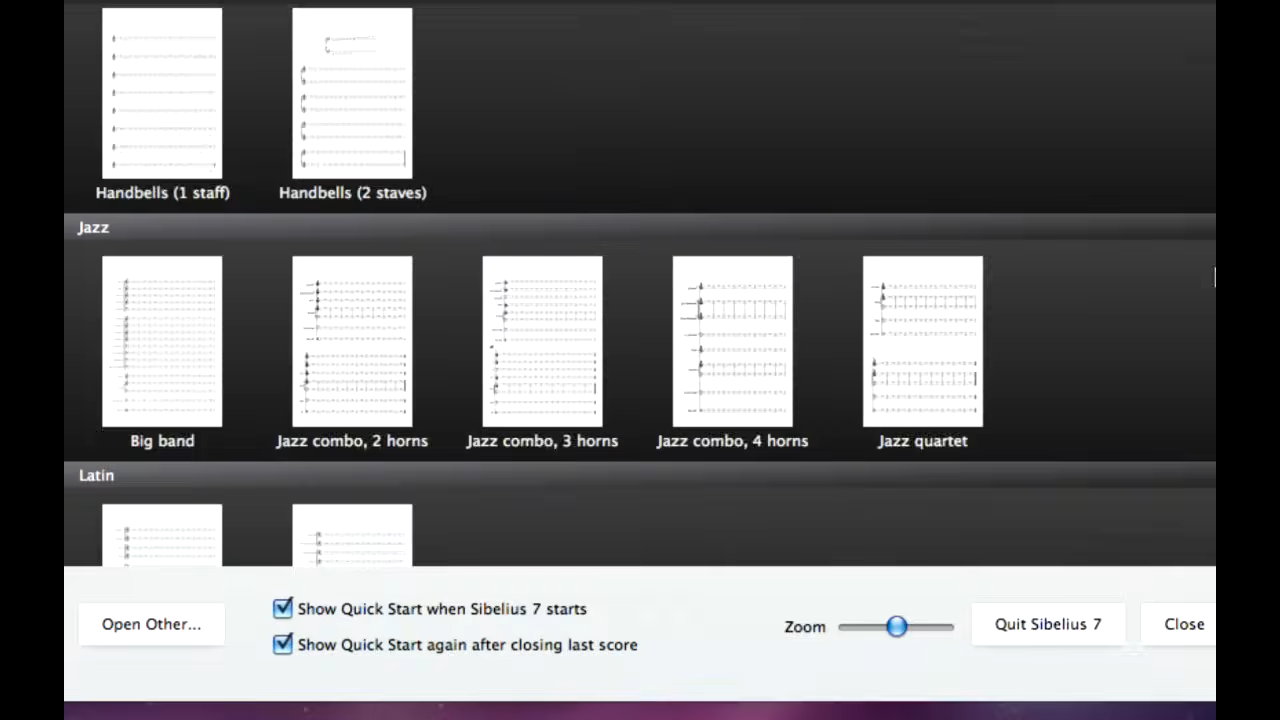 Handbells (1 staff) Handbells (2 staves)
Jazz
Big band Jazz combo, 2 horns Jazz combo, 3 horns Jazz combo, 4 horns Jazz quartet
Latin
Show Quick Start when Sibelius 7 starts
Open Other... Zoom Quit Sibelius 7 Close
Show Quick Start again after closing last score